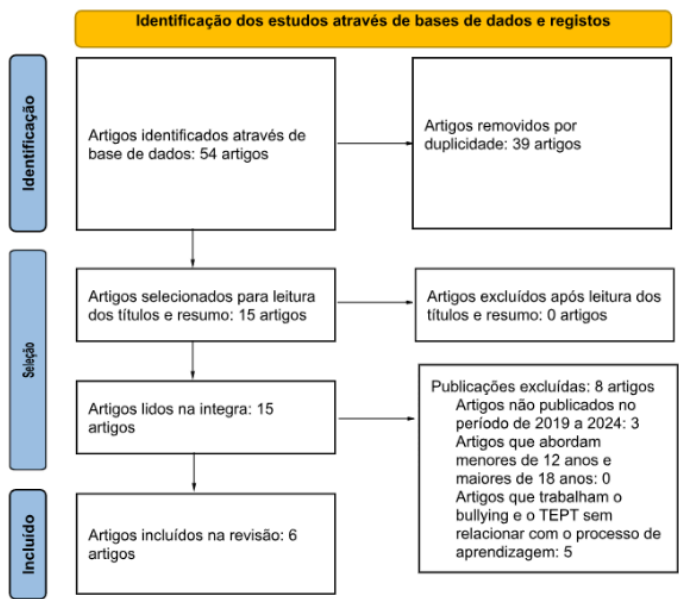 Identificação dos estudos através de bases de dados e registos
Identificação
Artigos identificados através de
base de dados: 54 artigos
Artigos removidos por
duplicidade: 39 artigos
Seleção
Artigos selecionados para leitura
dos títulos e resumo: 15 artigos
Artigos excluídos após leitura dos
títulos e resumo: 0 artigos
Artigos lidos na integra: 15
artigos
Publicações excluídas: 8 artigos
Artigos não publicados no
período de 2019 a 2024: 3
Artigos que abordam
menores de 12 anos e
maiores de 18 anos: 0
Artigos que trabalham o
bullying e o TEPT sem
relacionar com o processo de
aprendizagem: 5
Incluído
Artigos incluídos na revisão: 6
artigos